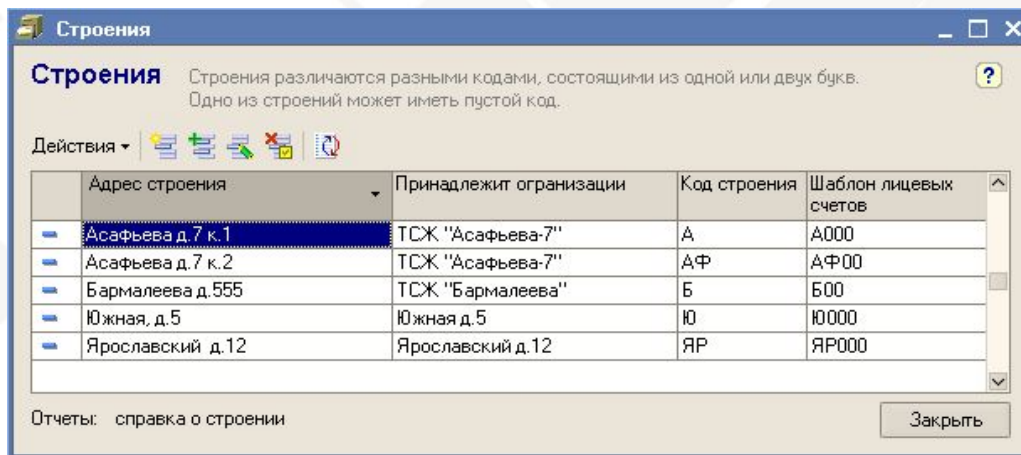 Строения
Строения Строения различаются разными кодами, состоящими из одной или двух букв.
Одно из строений может иметь пустой код.
?
Действия
Адрес строения Принадлежит огранизации Код строения Шаблон лицевых счетов
Асафьева д.7 к.1 ТСЖ "Асафьева-7" А А000
Асафьева д.7 к.2 ТСЖ "Асафьева-7" АФ АФ00
Бармалеева д.555 ТСЖ "Бармалеева" Б Б00
Южная, д.5 Южная д.5 Ю Ю000
Ярославский д.12 Ярославский д.12 ЯР ЯР000
Отчеты: справка о строении Закрыть